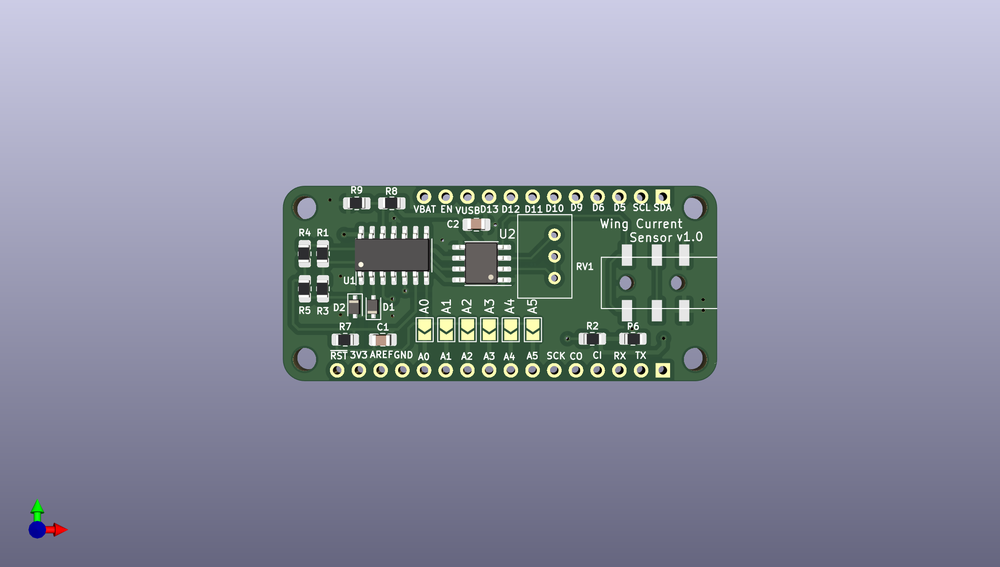 R9
R8
VBAT EN VUSB D13 D12 D11 D10 D9 D6 D5 SCL SDA
C2
U2
Wing Current
Sensor v1.0
R4 R1
RV1
U1
R5 R3
D2 D1
A0 A1 A2 A3 A4 A5
R7 C1
R2 R6
RST 3V3 AREF GND A0 A1 A2 A3 A4 A5 SCK CO CI RX TX